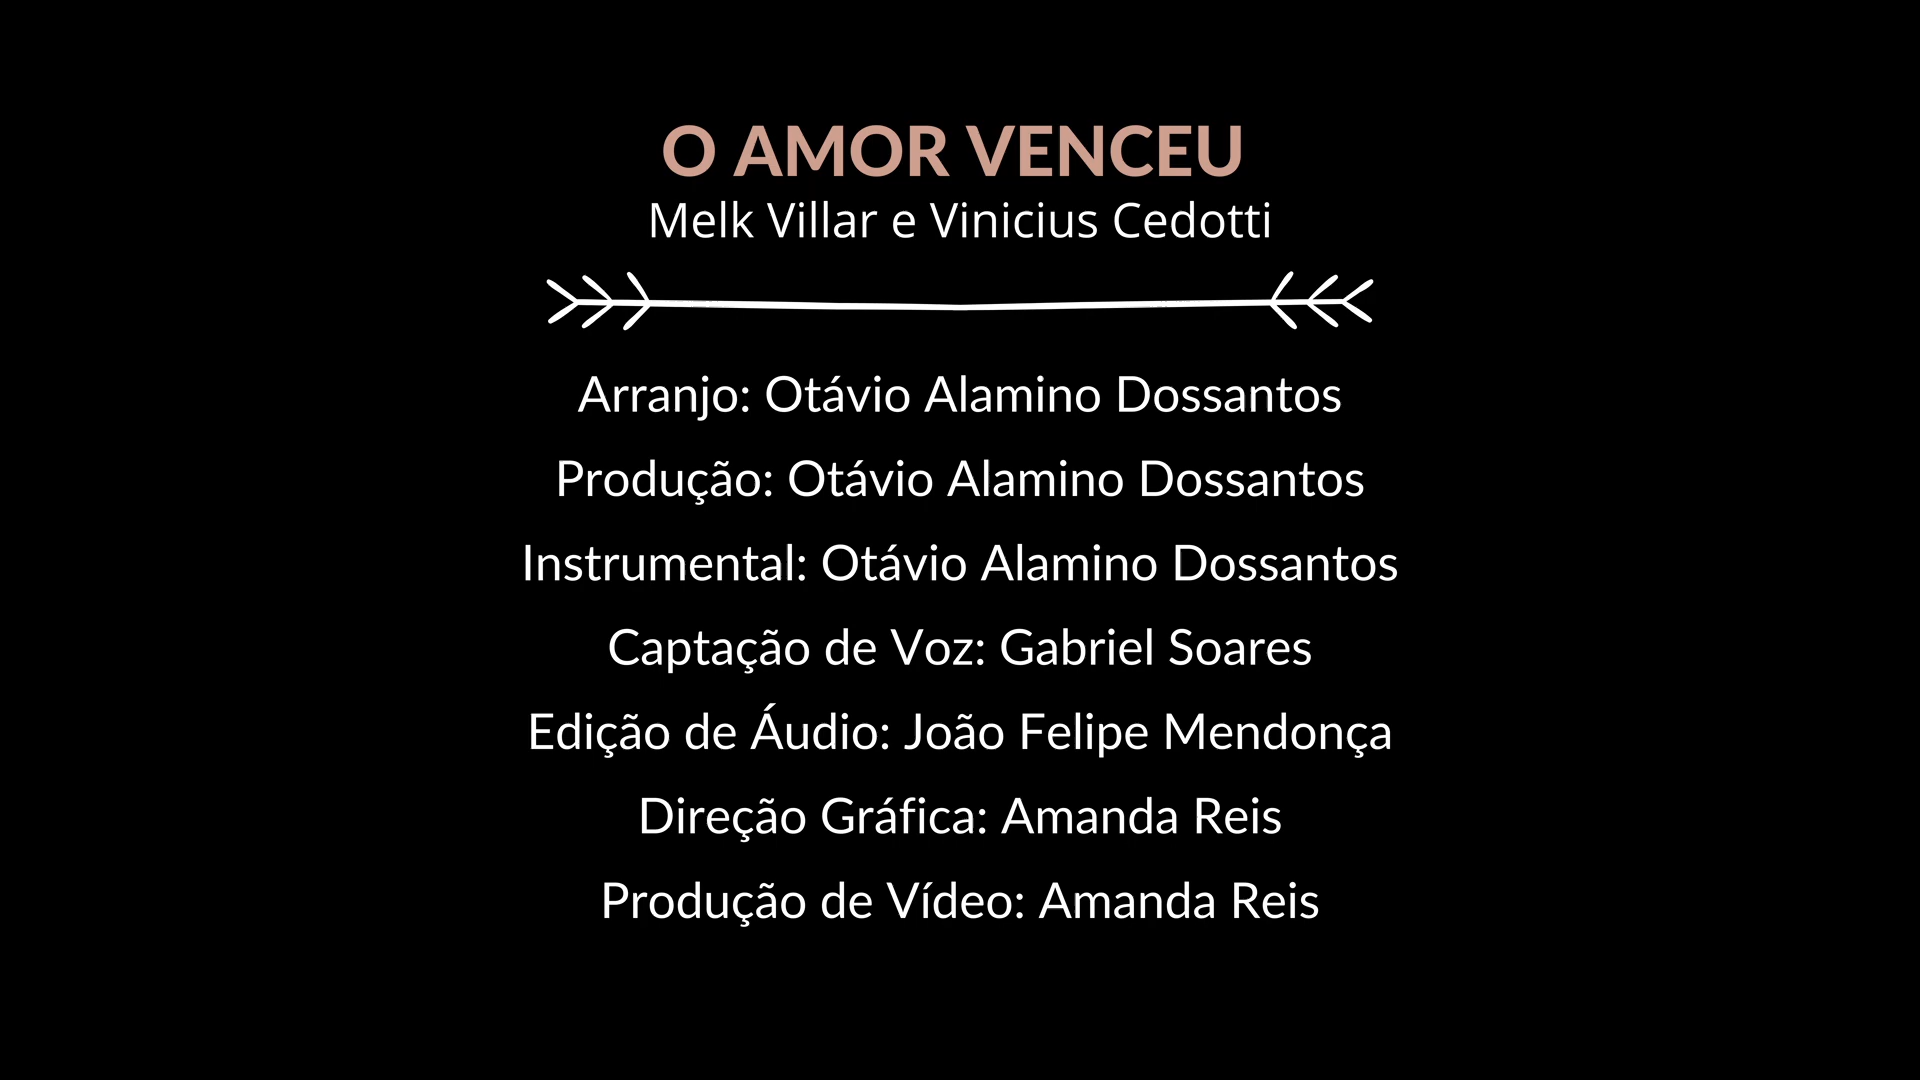 O AMOR VENCEU
Melk Villar e Vinicius Cedotti
Arranjo: Otávio Alamino Dossantos
Produção: Otávio Alamino Dossantos
Instrumental: Otávio Alamino Dossantos
Captação de Voz: Gabriel Soares
Edição de Áudio: João Felipe Mendonça
Direção Gráfica: Amanda Reis
Produção de Vídeo: Amanda Reis